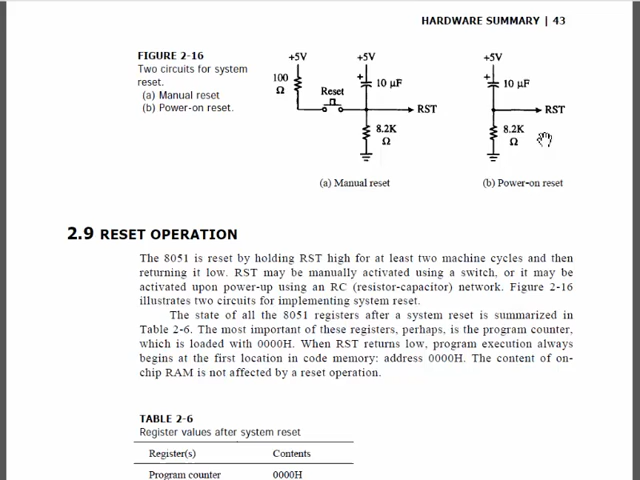 HARDWARE SUMMARY | 43
FIGURE 2-16
Two circuits for system
reset.
(a) Manual reset
(b) Power-on reset.
+5V
100
Ω
Reset
+5V
+
10 µF
RST
8.2K
Ω
(a) Manual reset
+5V
+
10 µF
RST
8.2K
Ω
(b) Power-on reset
2.9 RESET OPERATION
The 8051 is reset by holding RST high for at least two machine cycles and then
returning it low. RST may be manually activated using a switch, or it may be
activated upon power-up using an RC (resistor-capacitor) network. Figure 2-16
illustrates two circuits for implementing system reset.
The state of all the 8051 registers after a system reset is summarized in
Table 2-6. The most important of these registers, perhaps, is the program counter,
which is loaded with 0000H. When RST returns low, program execution always
begins at the first location in code memory: address 0000H. The content of on-
chip RAM is not affected by a reset operation.
TABLE 2-6
Register values after system reset
Register(s) Contents
Program counter 0000H